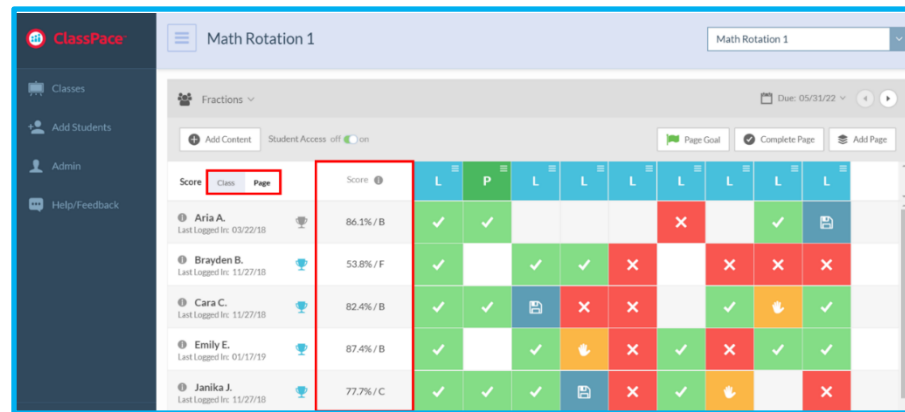 ClassPace
Math Rotation 1
Math Rotation 1
Classes
Add Students
Admin
Help/Feedback
Fractions
Due: 05/31/22
Add Content
Student Access off on
Page Goal
Complete Page
Add Page
Score Class Page
Score
L P L L L L L L L
Aria A.
Last Logged In: 03/22/18
86.1% / B
Brayden B.
Last Logged In: 11/27/18
53.8% / F
Cara C.
Last Logged In: 11/27/18
82.4% / B
Emily E.
Last Logged In: 01/17/19
87.4% / B
Janika J.
Last Logged In: 11/27/18
77.7% / C